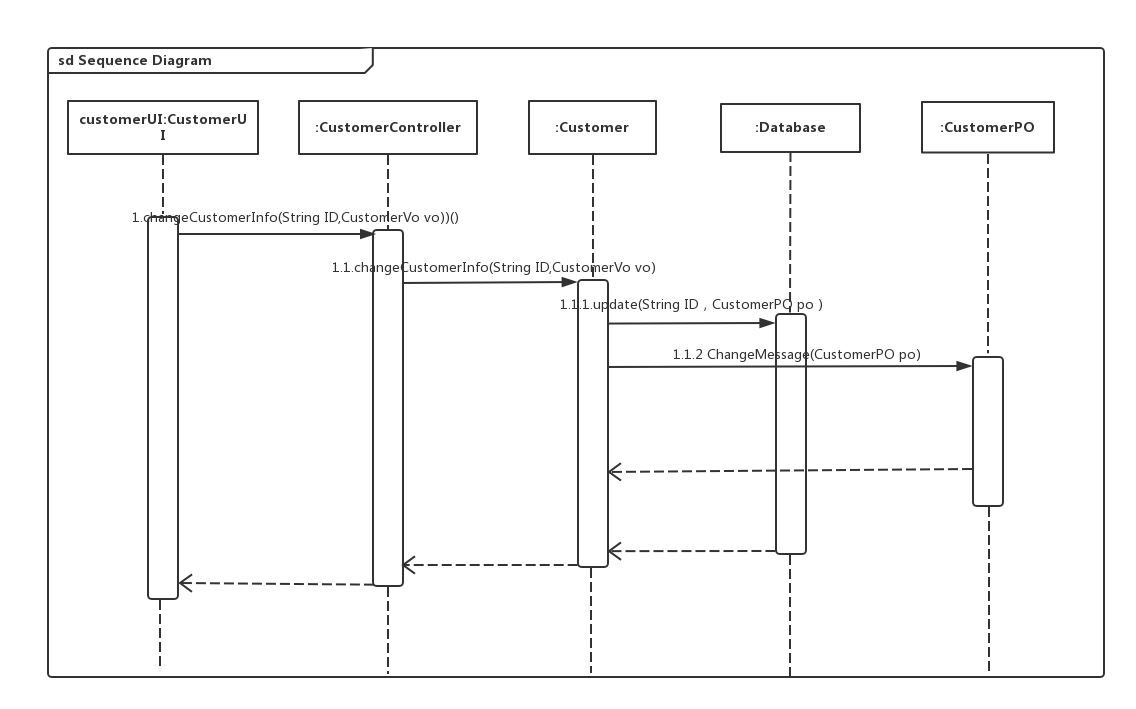 sd Sequence Diagram
customerUI:CustomerU
I
:CustomerController
:Customer
:Database
:CustomerPO
1.changeCustomerInfo(String ID,CustomerVo vo))()
1.1.changeCustomerInfo(String ID,CustomerVo vo)
1.1.1.update(String ID , CustomerPO po )
1.1.2 ChangeMessage(CustomerPO po)